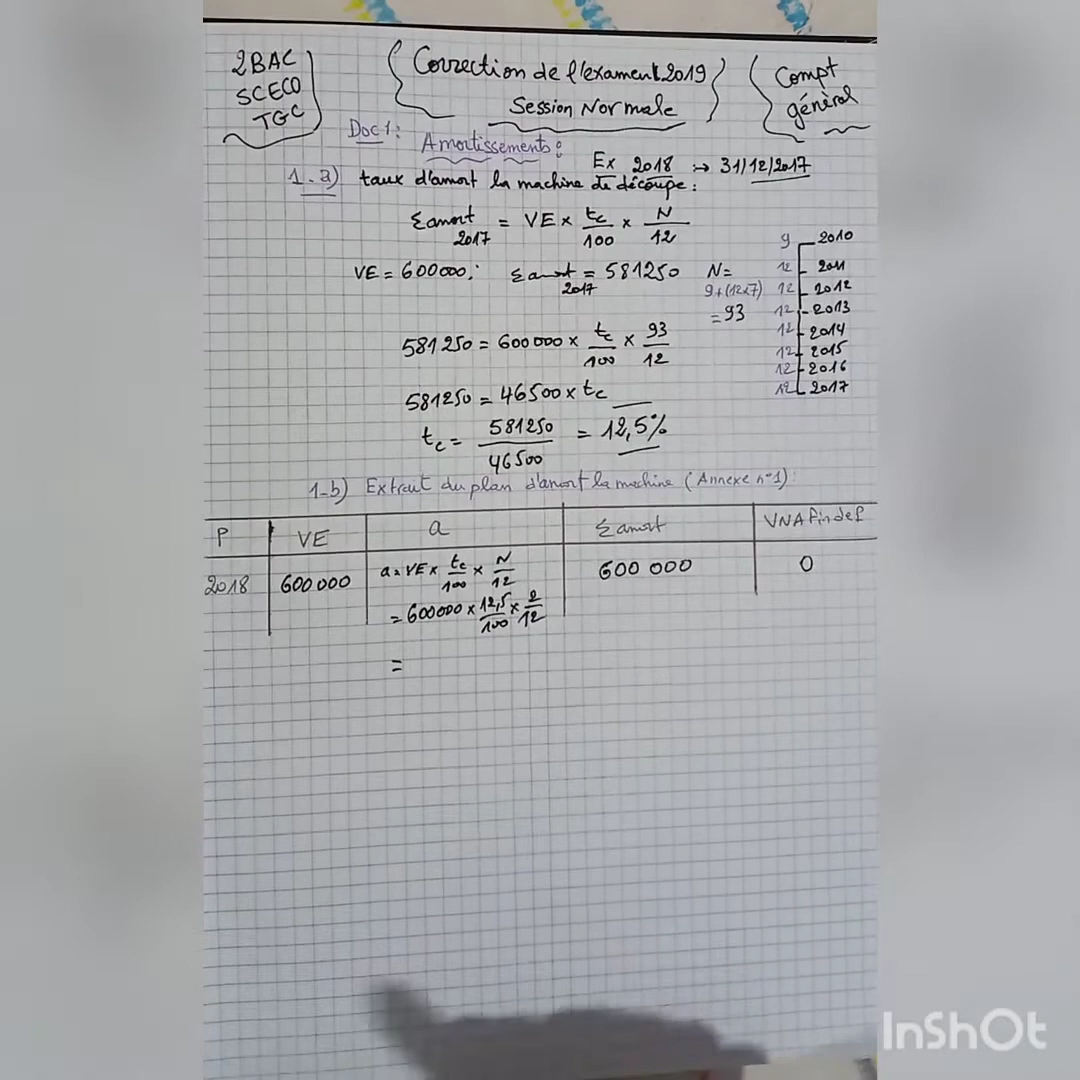 2BAC
SCECO
TGC
Correction de l'examen 2019
Session Normale
Compt
général
Doc 1: Amortissements:
Ex 2018 → 31/12/2017
1-a) taux d'amort la machine de découpe:
Σamort 2017 = VE × tc/100 × N/12
VE = 600000; Σamort 2017 = 581250
N=
9+(12x7)
= 93
9 2010
12 2011
12 2012
12 2013
12 2014
12 2015
12 2016
12 2017
581250 = 600000 × tc/100 × 93/12
581250 = 46500 × tc
tc = 581250/46500 = 12,5%
1-b) Extrait du plan d'amort la machine (Annexe n°1):
P VE a Σamort VNA fin de P
2018 600000 a = VE × tc/100 × N/12 600 000 0
= 600000 × 12,5/100 × 9/12
=
InShOt